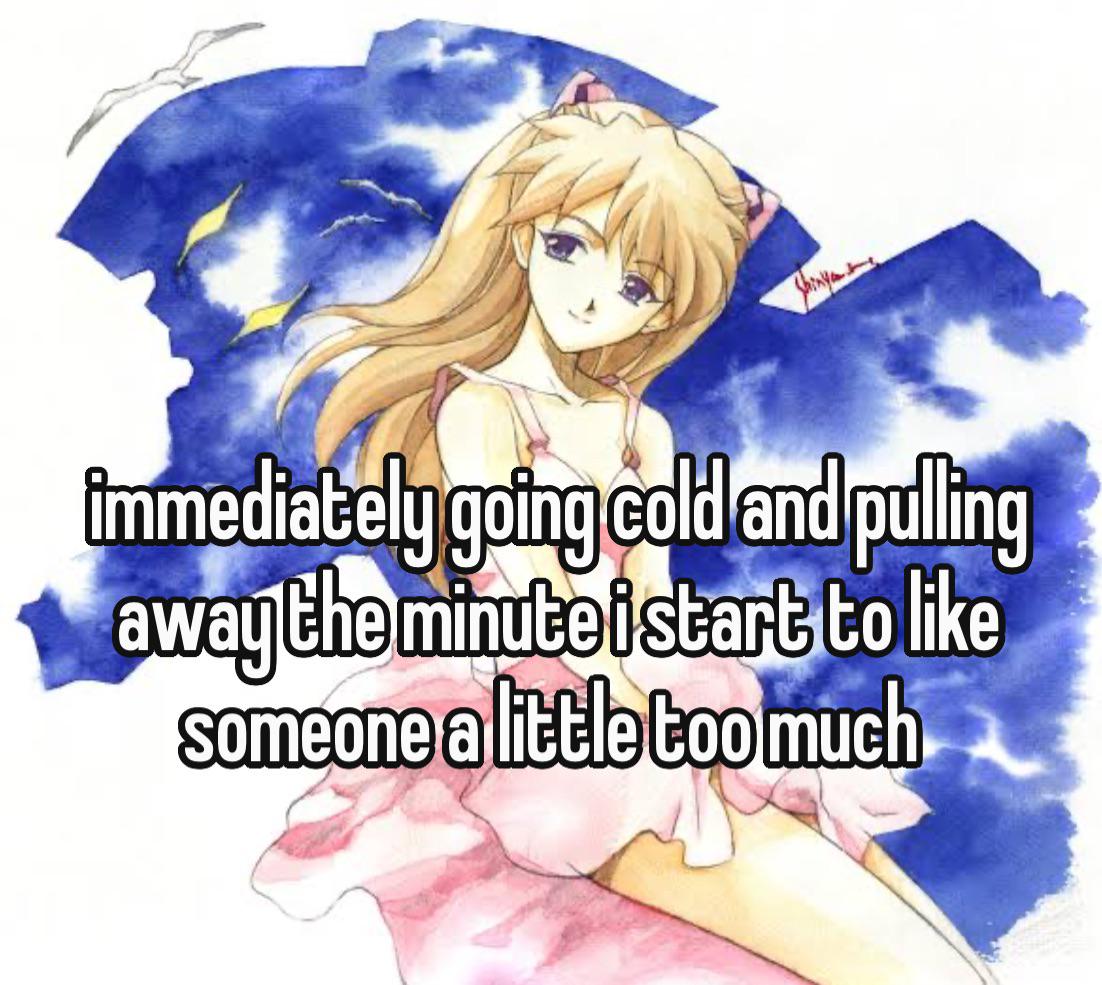 immediately going cold and pulling
away the minute i start to like
someone a little too much